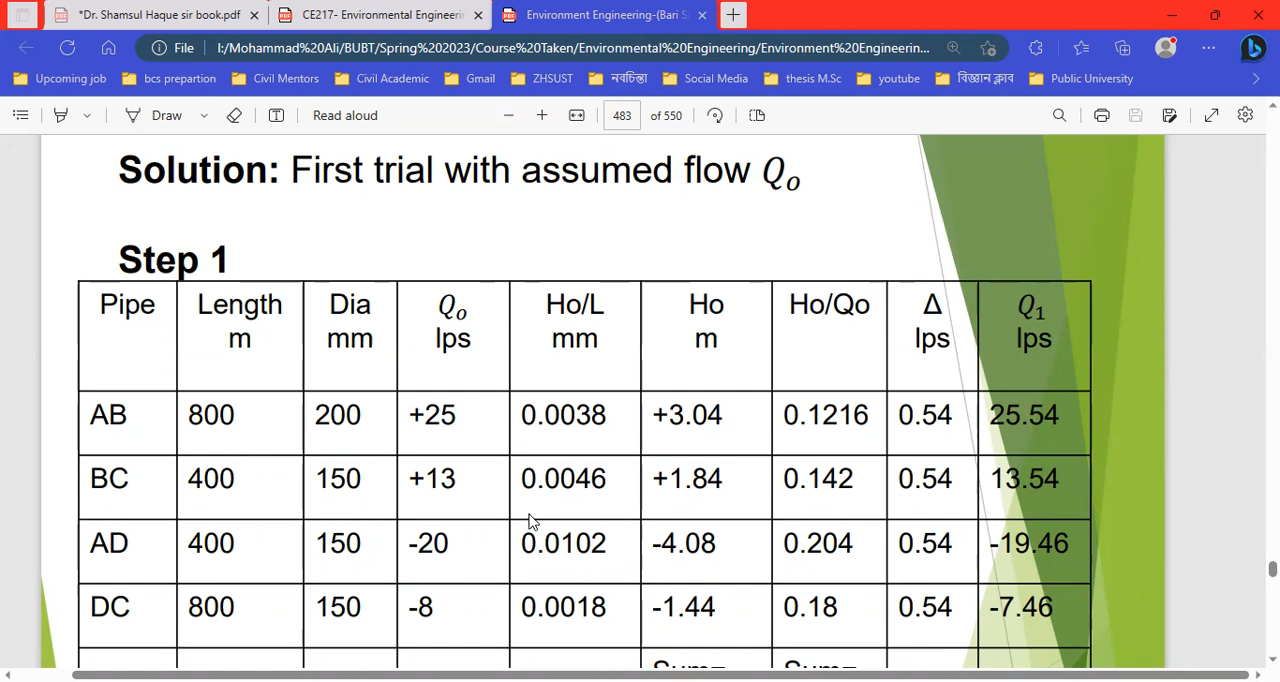 *Dr. Shamsul Haque sir book.pdf
CE217- Environmental Engineerin
Environment Engineering-(Bari S
File
I:/Mohammad%20Ali/BUBT/Spring%202023/Course%20Taken/Environmental%20Engineering/Environment%20Engineerin...
Upcoming job
bcs prepartion
Civil Mentors
Civil Academic
Gmail
ZHSUST
নবচিন্তা
Social Media
thesis M.Sc
youtube
বিজ্ঞান ক্লাব
Public University
Draw
Read aloud
483 of 550
Solution: First trial with assumed flow Qo
Step 1
Pipe Length m Dia mm Qo lps Ho/L mm Ho m Ho/Qo Δ lps Q1 lps
AB 800 200 +25 0.0038 +3.04 0.1216 0.54 25.54
BC 400 150 +13 0.0046 +1.84 0.142 0.54 13.54
AD 400 150 -20 0.0102 -4.08 0.204 0.54 -19.46
DC 800 150 -8 0.0018 -1.44 0.18 0.54 -7.46
Sum= Sum=